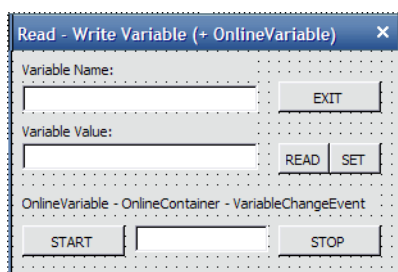 Read - Write Variable (+ OnlineVariable)
Variable Name:
EXIT
Variable Value:
READ SET
OnlineVariable - OnlineContainer - VariableChangeEvent
START STOP